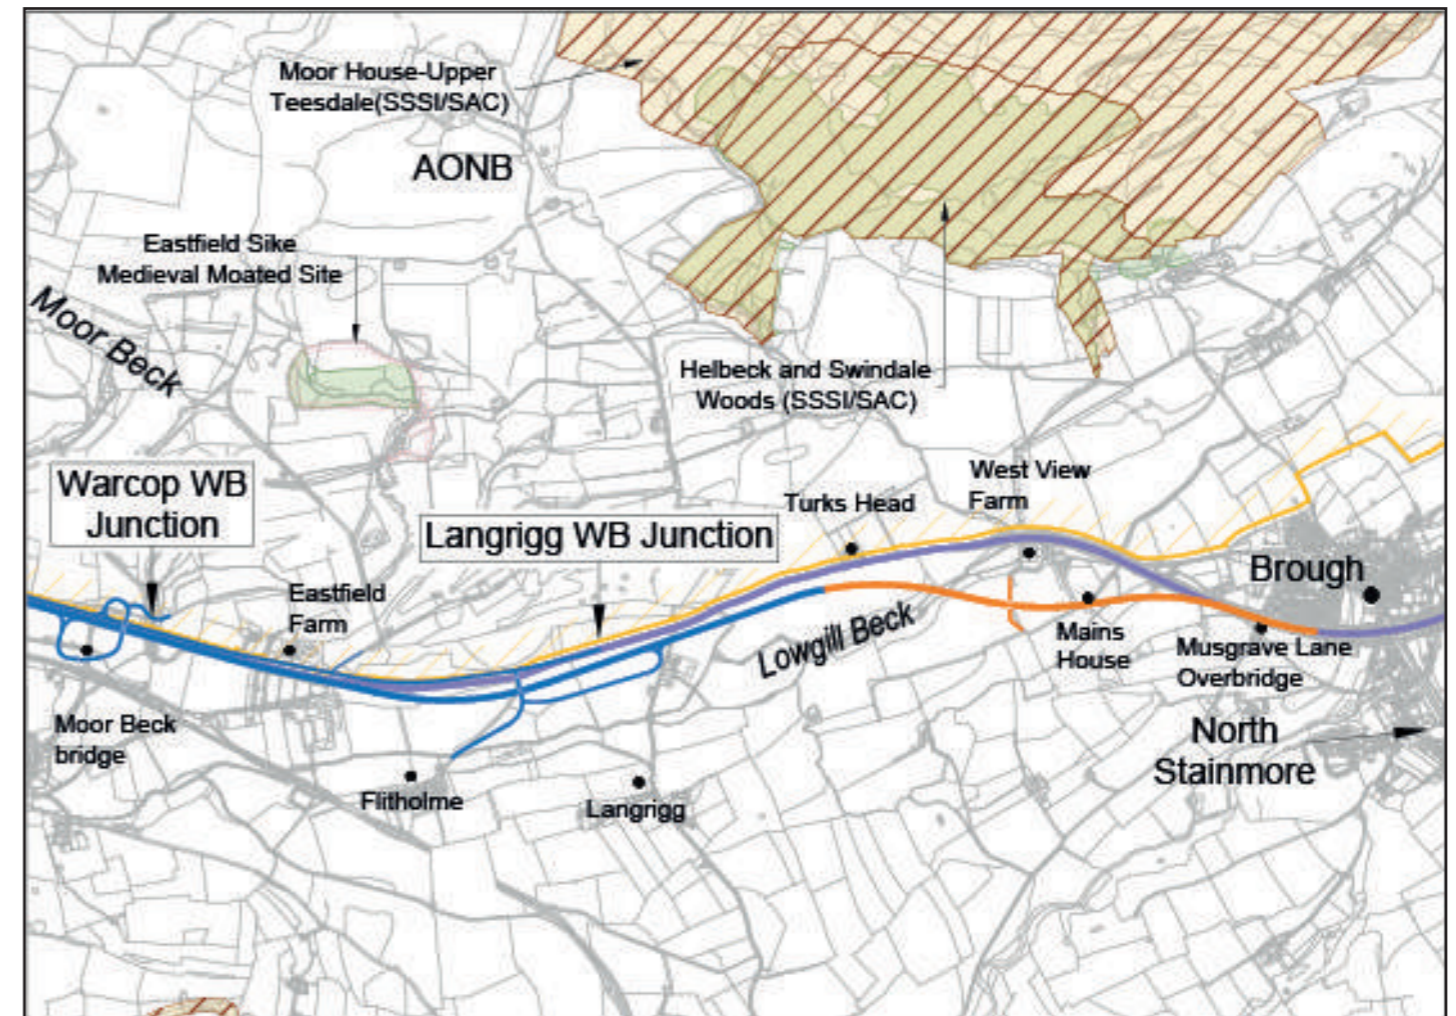 Moor House-Upper
Teesdale(SSSI/SAC)
AONB
Eastfield Sike
Medieval Moated Site
Moor Beck
Helbeck and Swindale
Woods (SSSI/SAC)
Warcop WB
Junction
Langrigg WB Junction
Turks Head
West View
Farm
Brough
Eastfield
Farm
Lowgill Beck
Mains
House
Musgrave Lane
Overbridge
Moor Beck
bridge
Flitholme
Langrigg
North
Stainmore